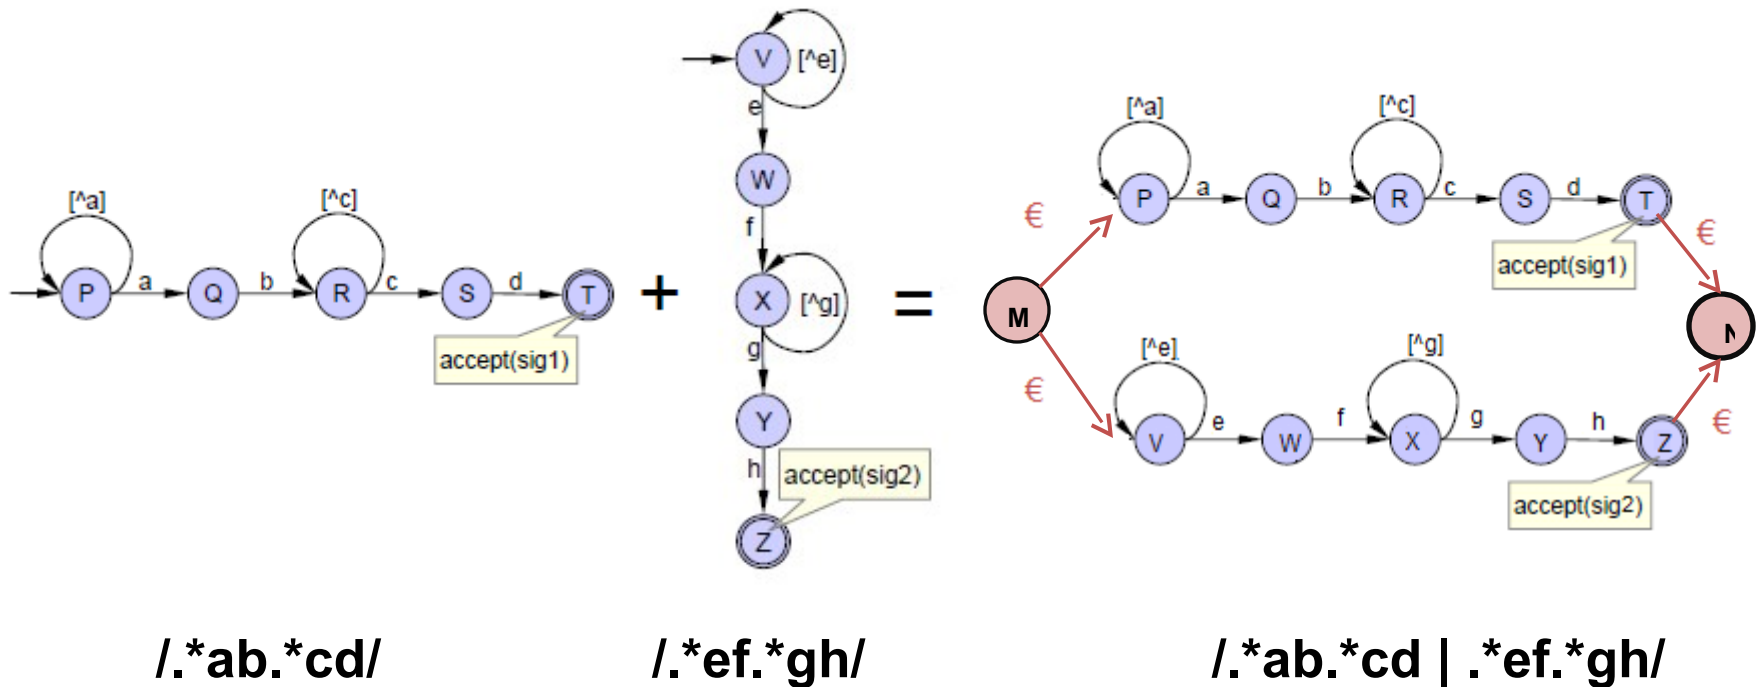 [^a]
[^c]
P
a
Q
b
R
c
S
d
T
accept(sig1)
+
V
[^e]
e
W
f
X
[^g]
g
Y
h
accept(sig2)
Z
=
[^a]
[^c]
P
a
Q
b
R
c
S
d
T
€
€
accept(sig1)
M
N
[^e]
[^g]
€
€
V
e
W
f
X
g
Y
h
Z
accept(sig2)
/.*ab.*cd/
/.*ef.*gh/
/.*ab.*cd | .*ef.*gh/